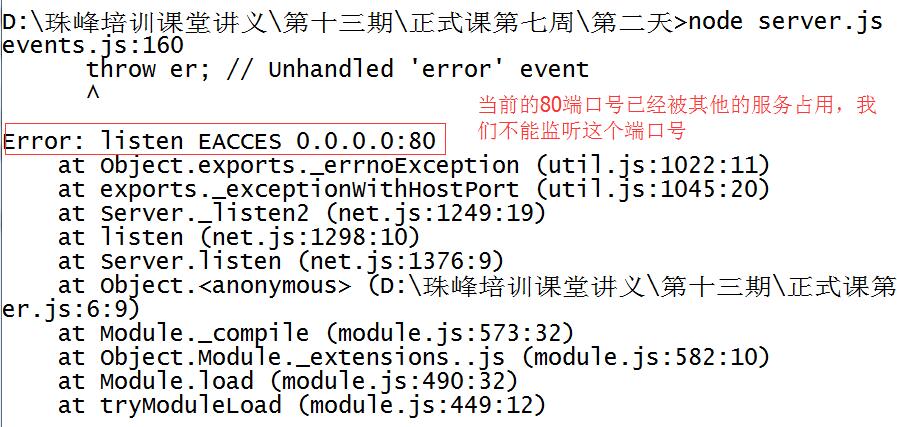 D:\珠峰培训课堂讲义\第十三期\正式课第七周\第二天>node server.js
events.js:160
throw er; // Unhandled 'error' event
^
当前的80端口号已经被其他的服务占用，我
们不能监听这个端口号
Error: listen EACCES 0.0.0.0:80
at Object.exports._errnoException (util.js:1022:11)
at exports._exceptionWithHostPort (util.js:1045:20)
at Server._listen2 (net.js:1249:19)
at listen (net.js:1298:10)
at Server.listen (net.js:1376:9)
at Object.<anonymous> (D:\珠峰培训课堂讲义\第十三期\正式课第
er.js:6:9)
at Module._compile (module.js:573:32)
at Object.Module._extensions..js (module.js:582:10)
at Module.load (module.js:490:32)
at tryModuleLoad (module.js:449:12)